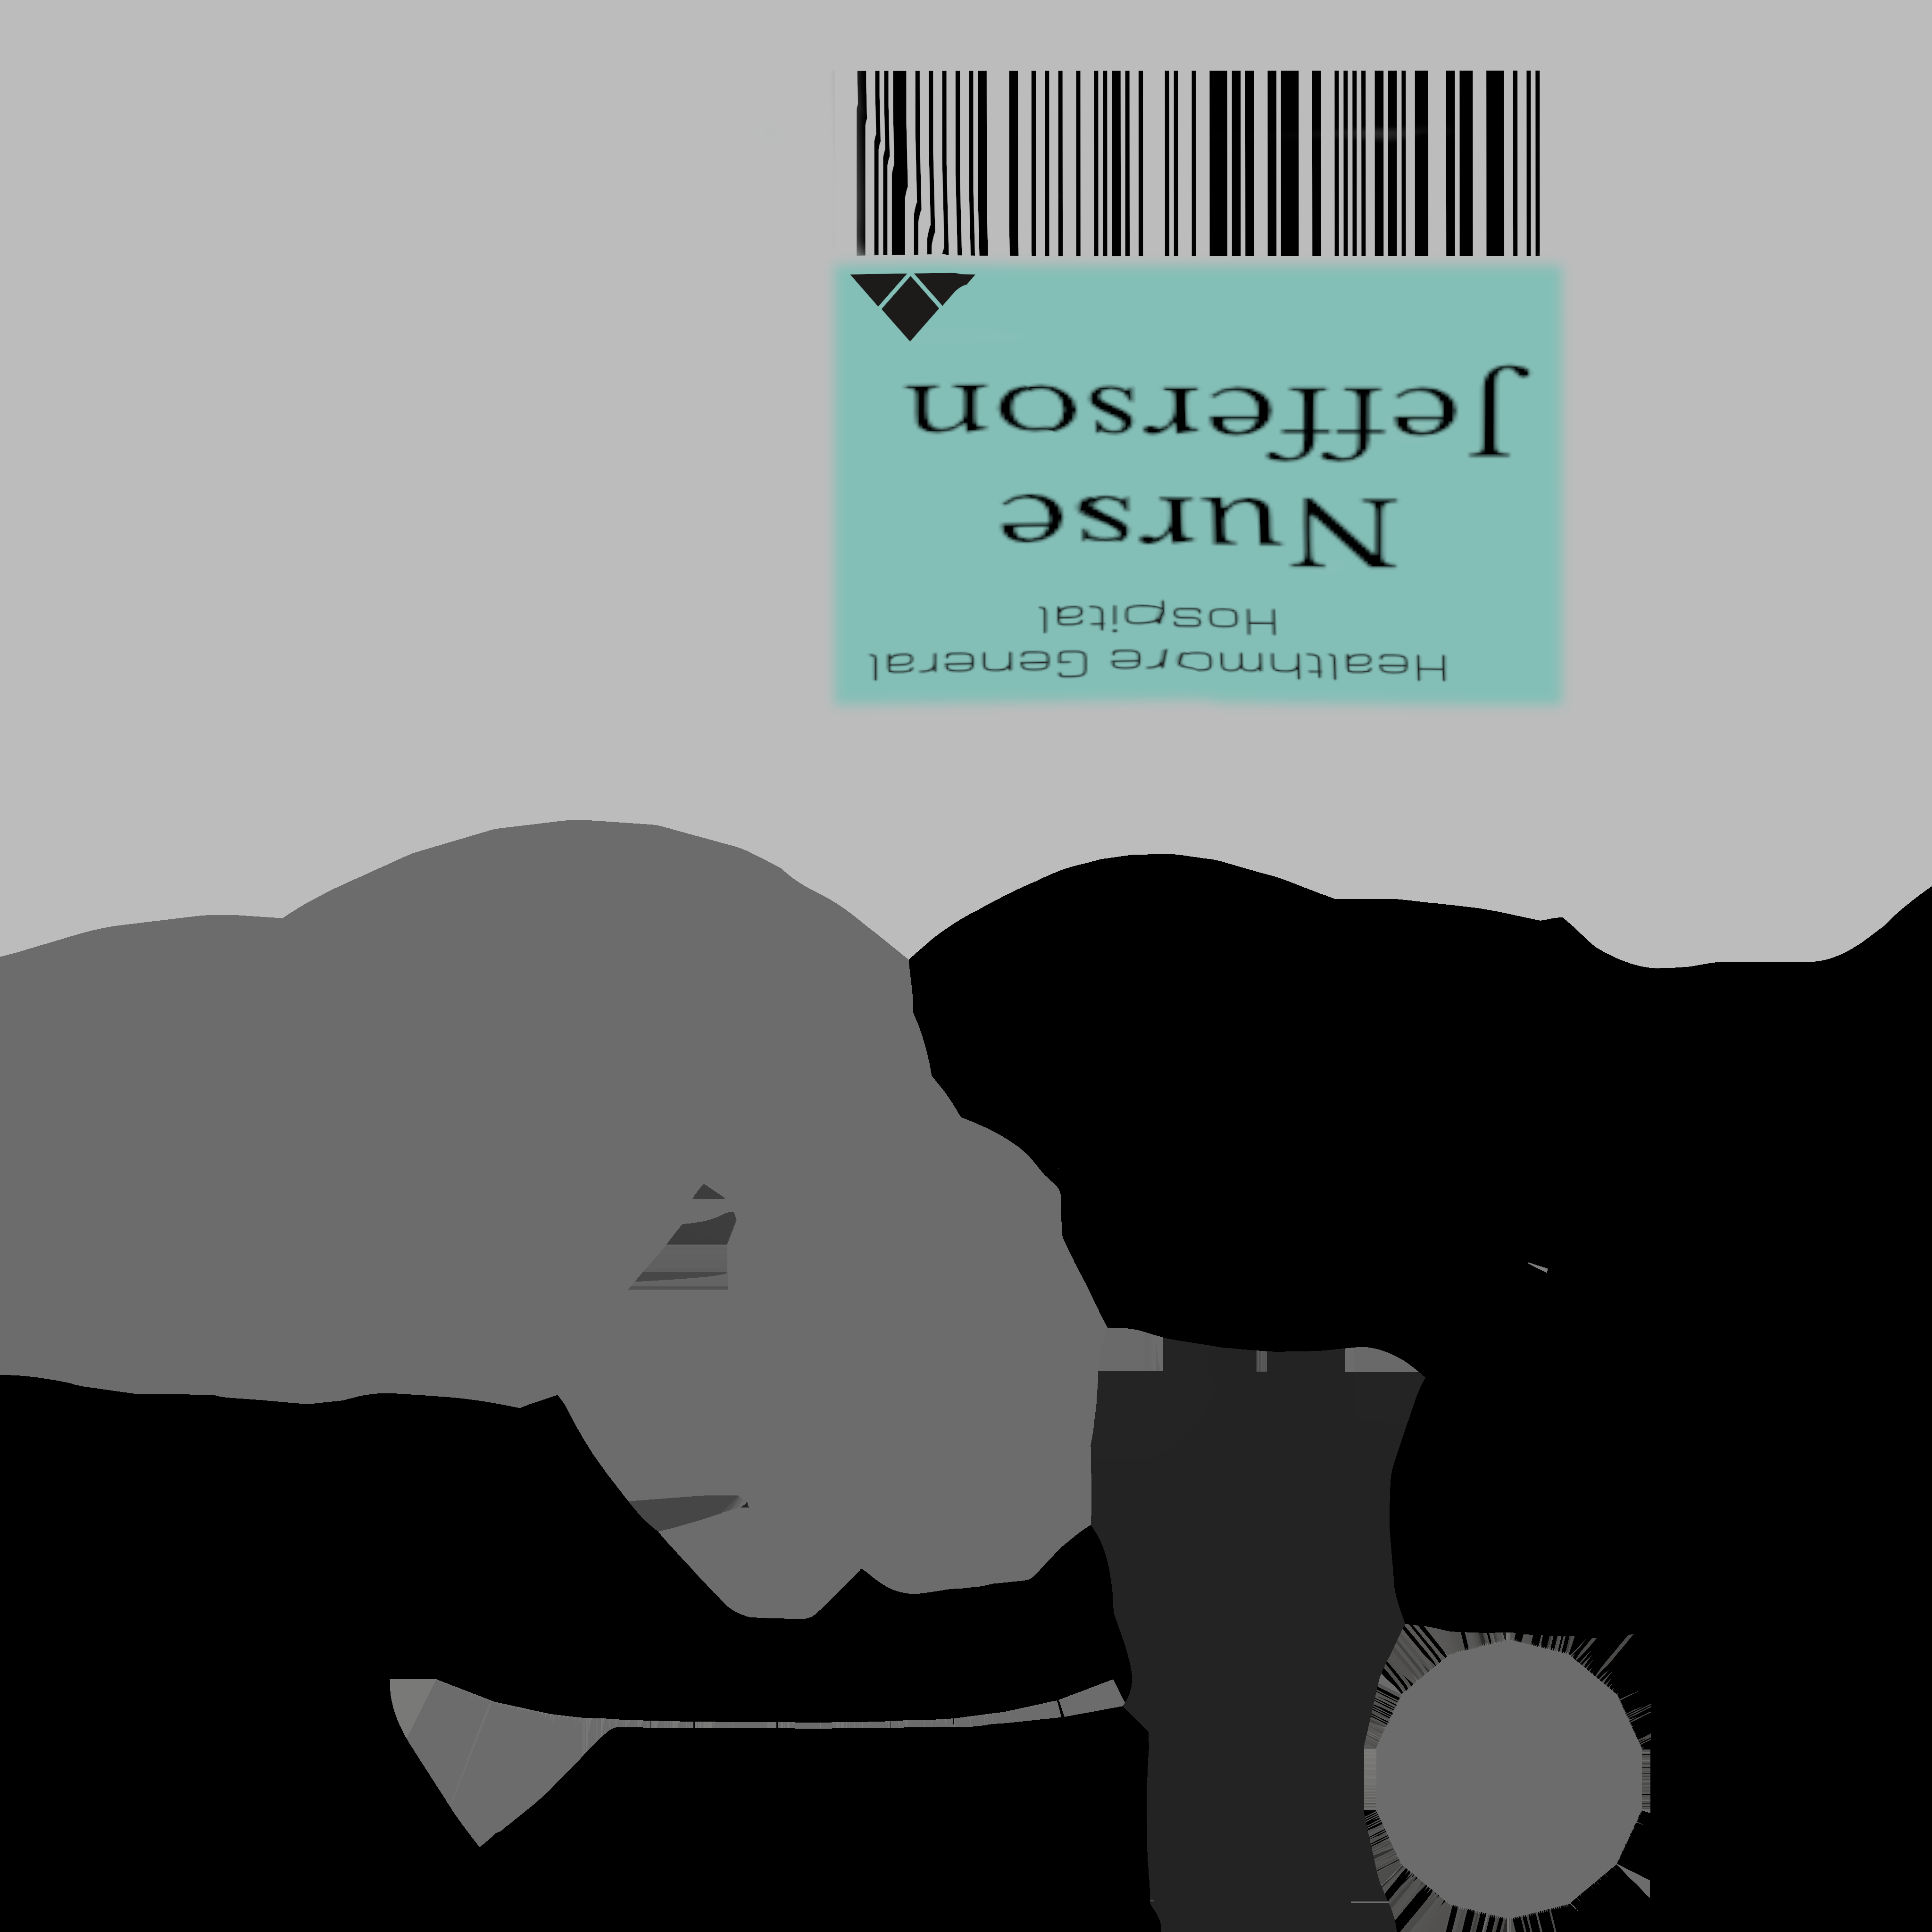 Healthmore General
Hospital
Nurse
Jefferson